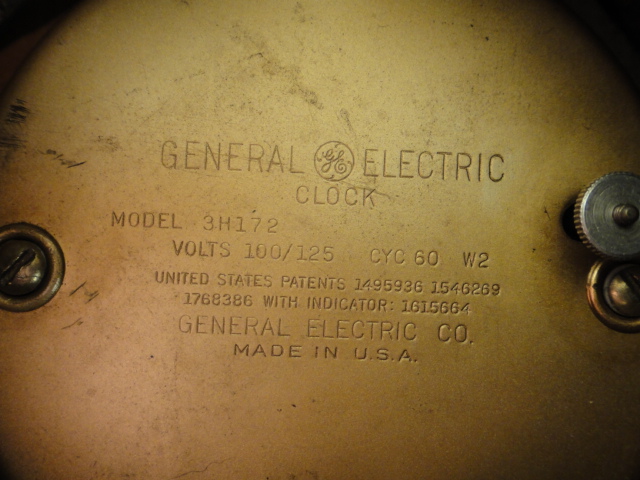 GENERAL GE ELECTRIC
CLOCK
MODEL 3H172
VOLTS 100/125 CYC 60 W2
UNITED STATES PATENTS 1495936 1546269
1768386 WITH INDICATOR: 1615664
GENERAL ELECTRIC CO.
MADE IN U.S.A.